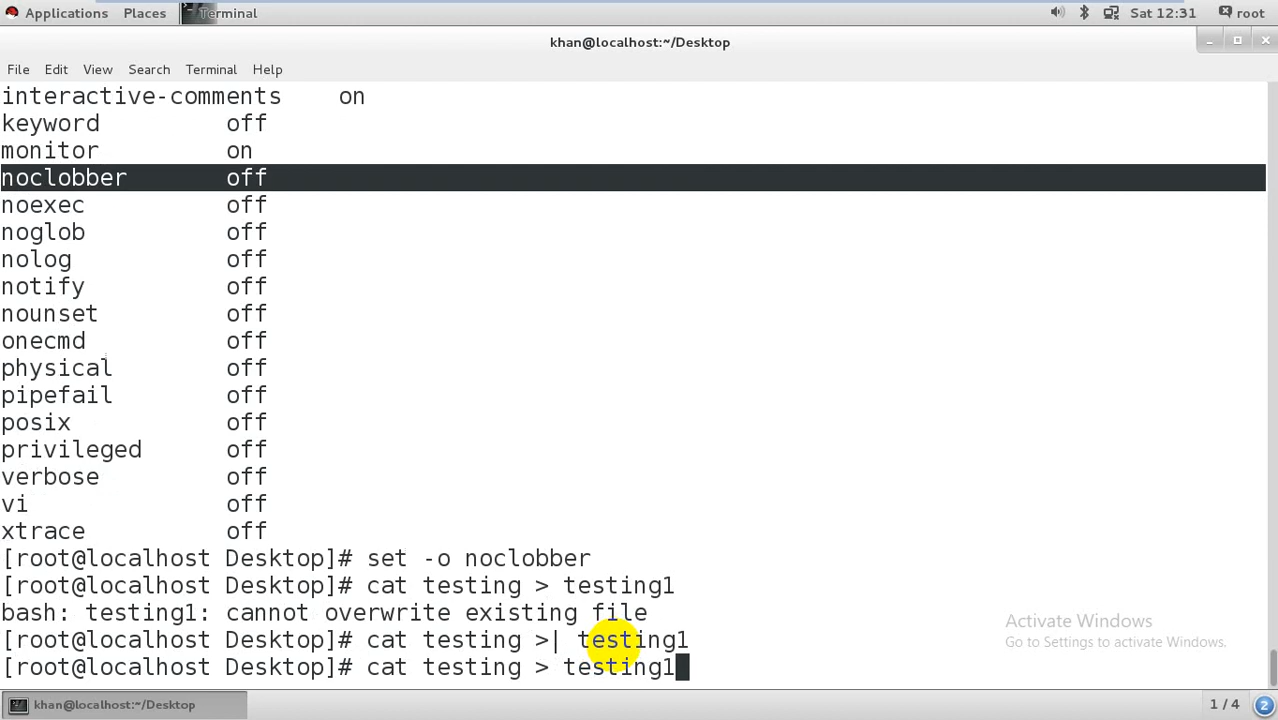 Applications Places Terminal Sat 12:31 root
khan@localhost:~/Desktop
File Edit View Search Terminal Help
interactive-comments on
keyword off
monitor on
noclobber off
noexec off
noglob off
nolog off
notify off
nounset off
onecmd off
physical off
pipefail off
posix off
privileged off
verbose off
vi off
xtrace off
[root@localhost Desktop]# set -o noclobber
[root@localhost Desktop]# cat testing > testing1
bash: testing1: cannot overwrite existing file
[root@localhost Desktop]# cat testing >| testing1
[root@localhost Desktop]# cat testing > testing1
Activate Windows
Go to Settings to activate Windows.
khan@localhost:~/Desktop 1 / 4 2